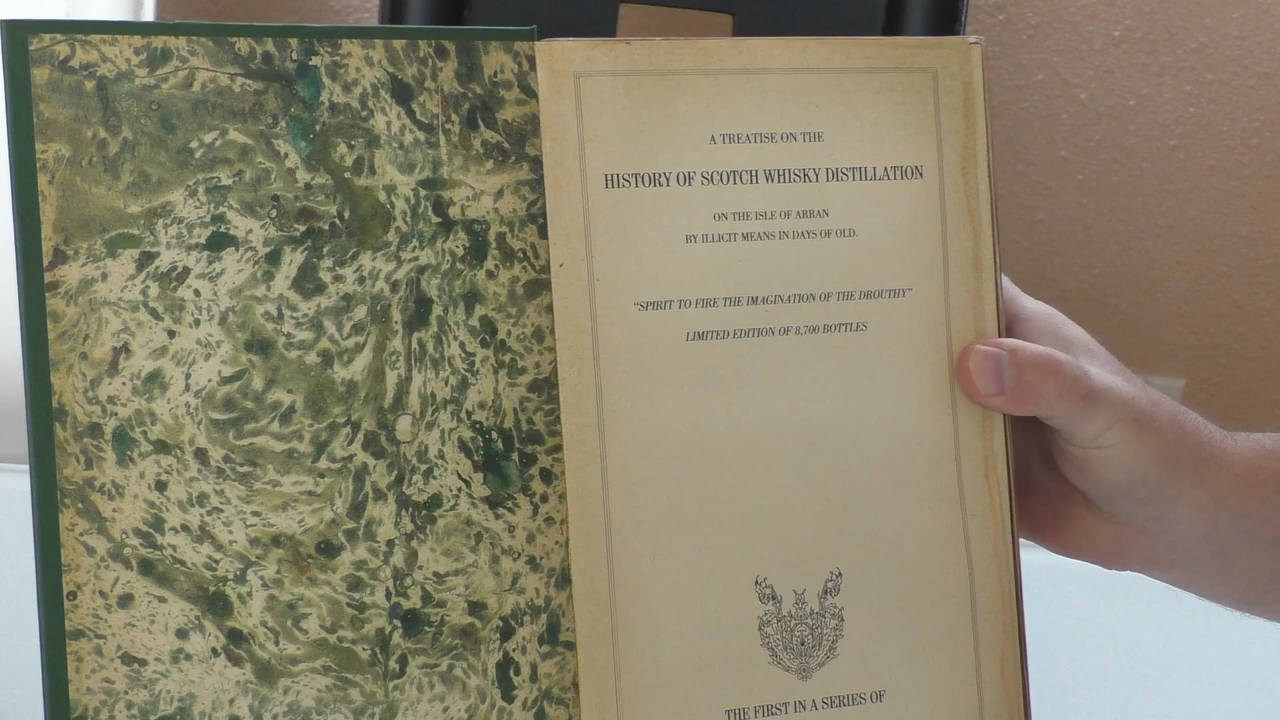 A TREATISE ON THE
HISTORY OF SCOTCH WHISKY DISTILLATION
ON THE ISLE OF ARRAN
BY ILLICIT MEANS IN DAYS OF OLD.
“SPIRIT TO FIRE THE IMAGINATION OF THE DROUTHY”
LIMITED EDITION OF 8,700 BOTTLES
THE FIRST IN A SERIES OF